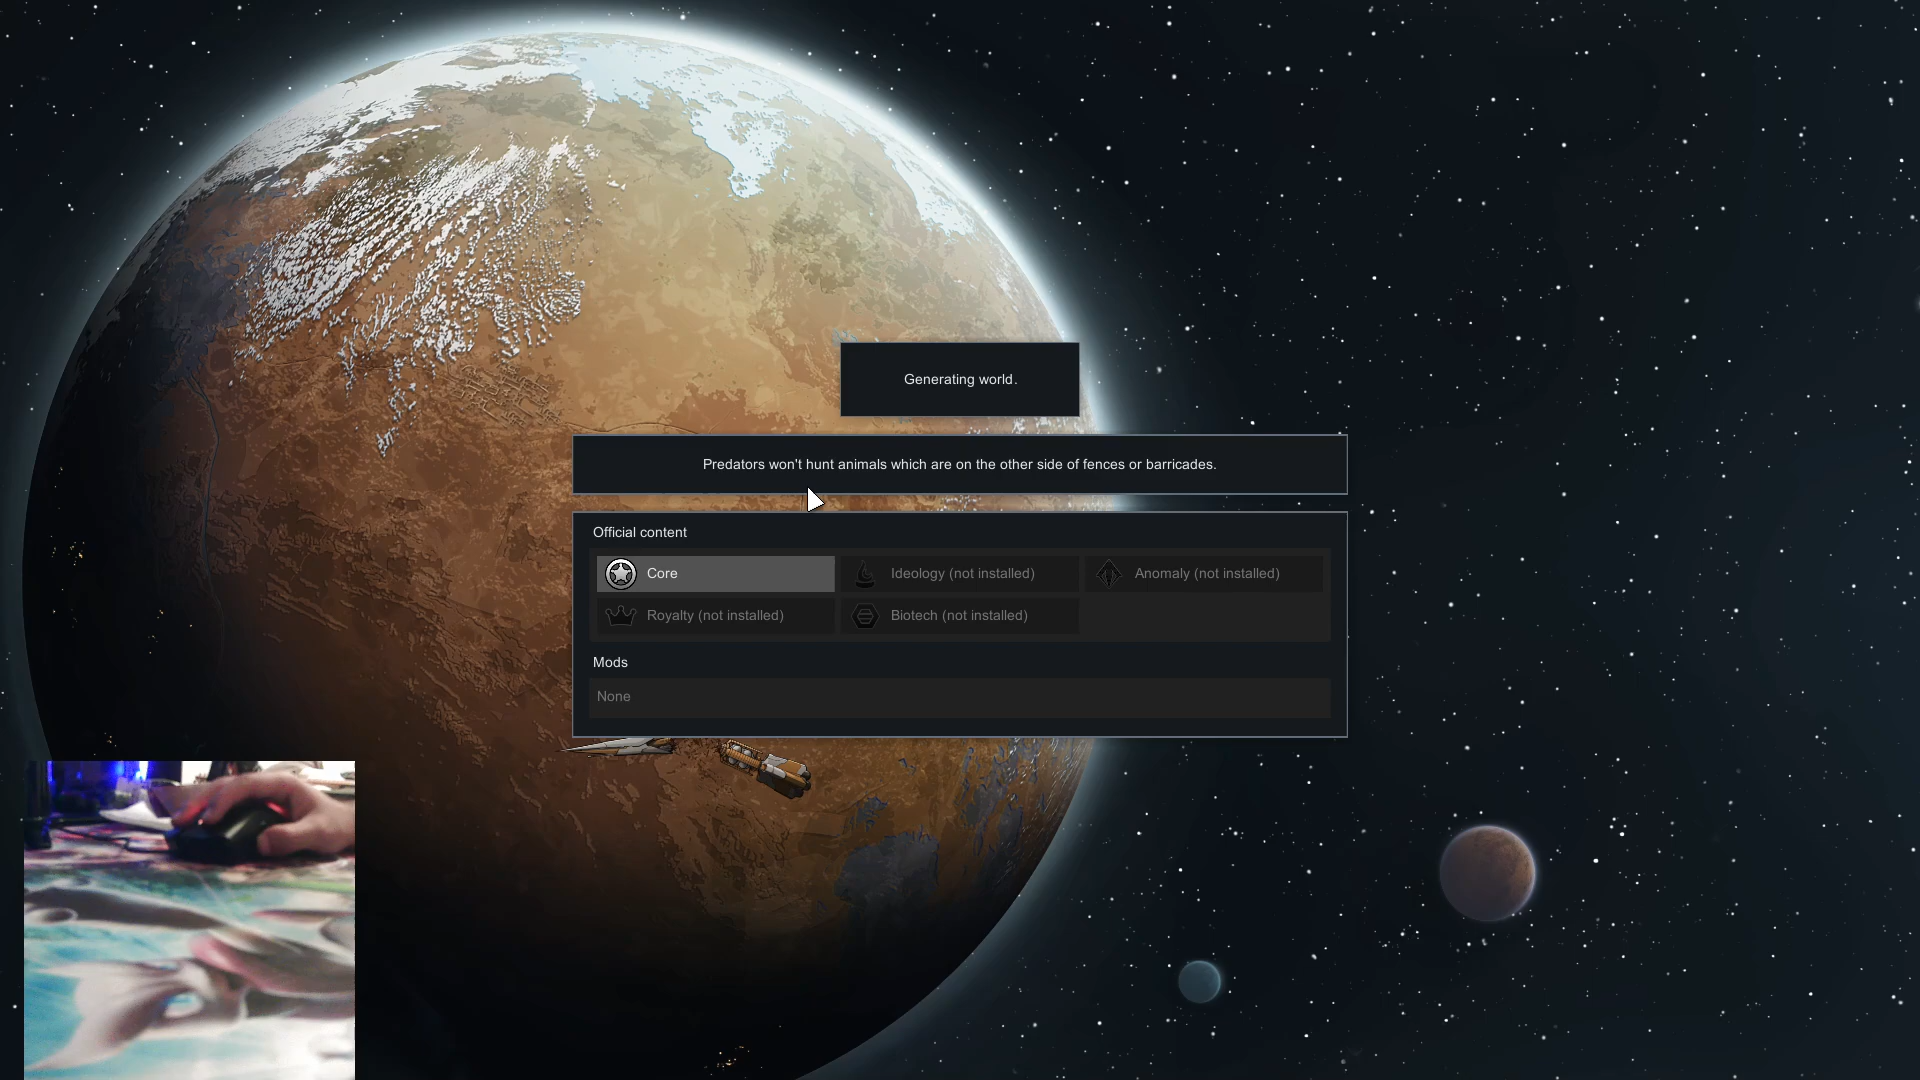 Generating world.
Predators won't hunt animals which are on the other side of fences or barricades.
Official content
Core
Ideology (not installed)
Anomaly (not installed)
Royalty (not installed)
Biotech (not installed)
Mods
None